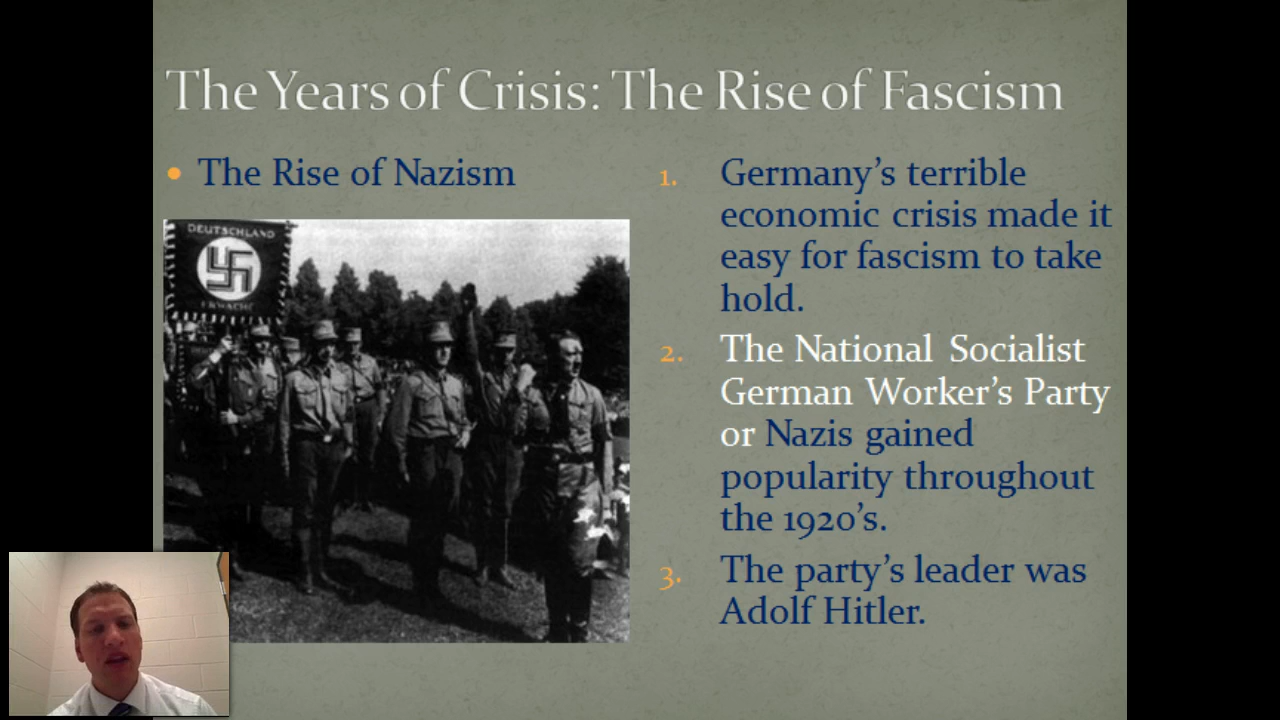 The Years of Crisis: The Rise of Fascism
• The Rise of Nazism
DEUTSCHLAND
ERWACHE
1. Germany's terrible
economic crisis made it
easy for fascism to take
hold.
2. The National Socialist
German Worker's Party
or Nazis gained
popularity throughout
the 1920's.
3. The party's leader was
Adolf Hitler.